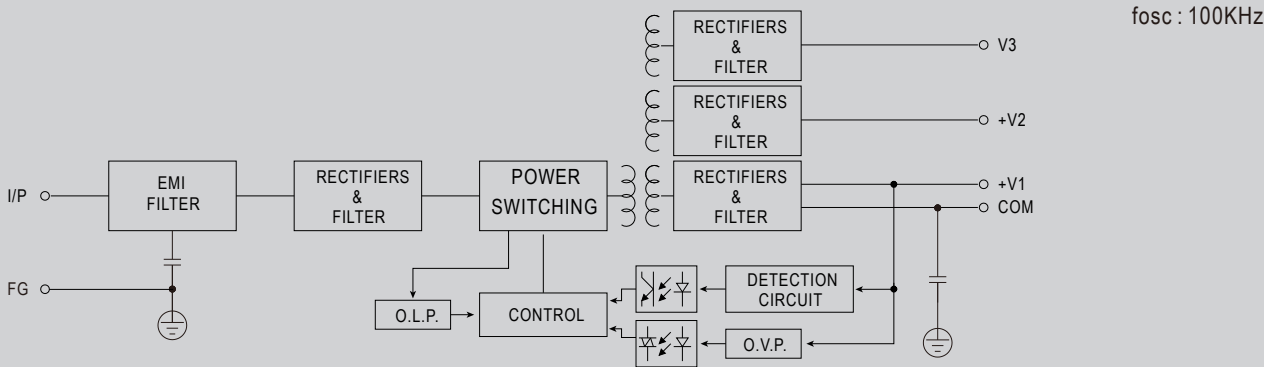 fosc : 100KHz
RECTIFIERS
&
FILTER
V3
RECTIFIERS
&
FILTER
+V2
I/P
EMI
FILTER
RECTIFIERS
&
FILTER
POWER
SWITCHING
RECTIFIERS
&
FILTER
+V1
COM
FG
O.L.P.
CONTROL
DETECTION
CIRCUIT
O.V.P.